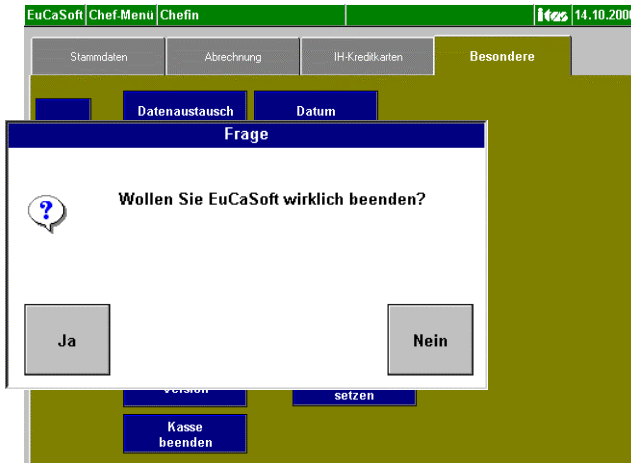 EuCaSoft Chef-Menü Chefin ites 14.10.200
Stammdaten Abrechnung IH-Kreditkarten Besondere
Datenaustausch Datum
Frage
Wollen Sie EuCaSoft wirklich beenden?
Ja Nein
Version setzen
Kasse
beenden